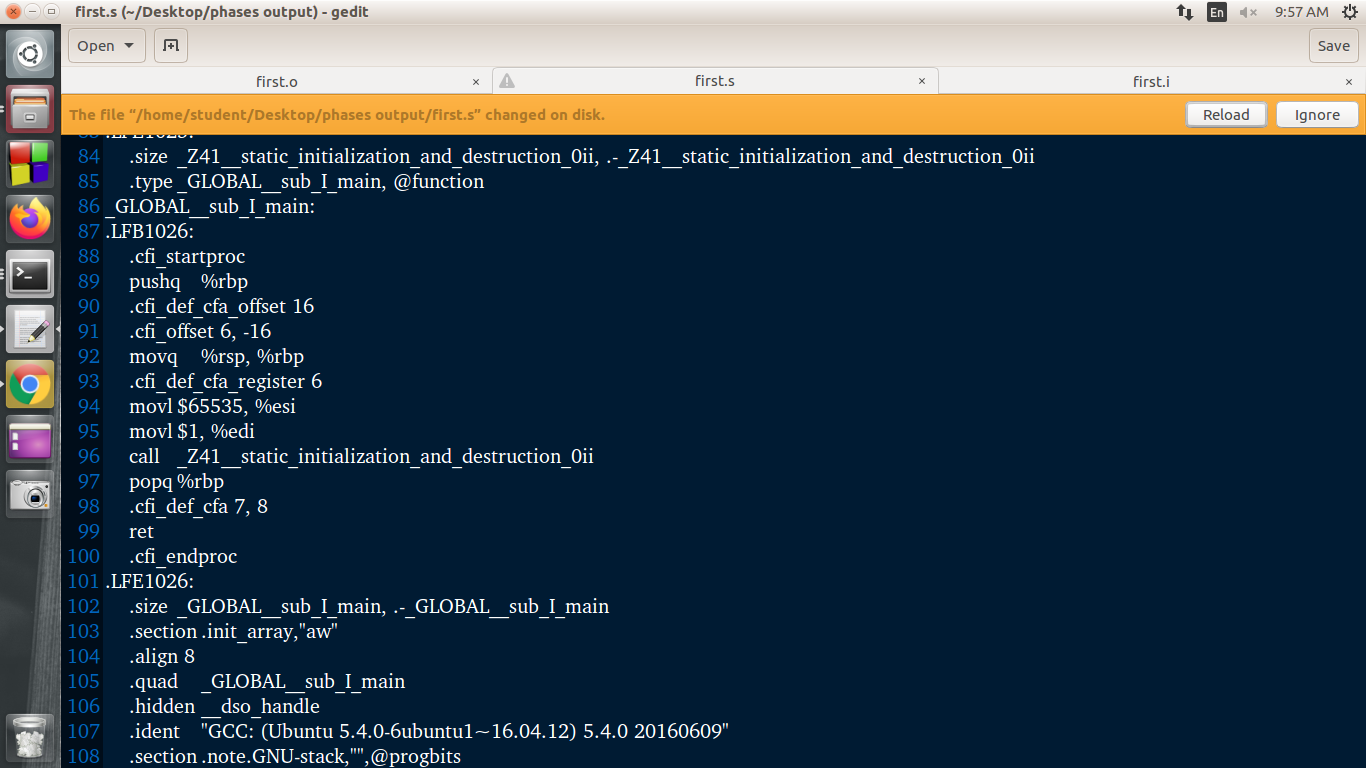 first.s (~/Desktop/phases output) - gedit
En 9:57 AM
Open Save
first.o × first.s × first.i ×
The file “/home/student/Desktop/phases output/first.s” changed on disk. Reload Ignore
83 .LFE1025:
84 .size _Z41__static_initialization_and_destruction_0ii, .-_Z41__static_initialization_and_destruction_0ii
85 .type _GLOBAL__sub_I_main, @function
86 _GLOBAL__sub_I_main:
87 .LFB1026:
88 .cfi_startproc
89 pushq %rbp
90 .cfi_def_cfa_offset 16
91 .cfi_offset 6, -16
92 movq %rsp, %rbp
93 .cfi_def_cfa_register 6
94 movl $65535, %esi
95 movl $1, %edi
96 call _Z41__static_initialization_and_destruction_0ii
97 popq %rbp
98 .cfi_def_cfa 7, 8
99 ret
100 .cfi_endproc
101 .LFE1026:
102 .size _GLOBAL__sub_I_main, .-_GLOBAL__sub_I_main
103 .section .init_array,"aw"
104 .align 8
105 .quad _GLOBAL__sub_I_main
106 .hidden __dso_handle
107 .ident "GCC: (Ubuntu 5.4.0-6ubuntu1~16.04.12) 5.4.0 20160609"
108 .section .note.GNU-stack,"",@progbits